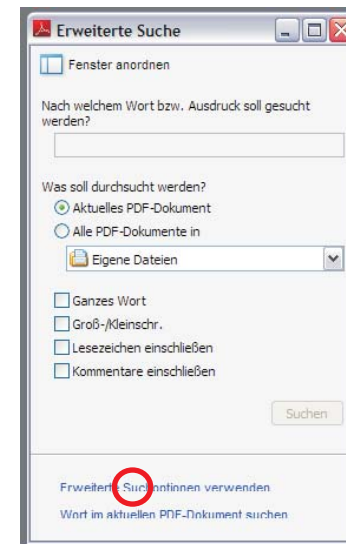 Erweiterte Suche
Fenster anordnen
Nach welchem Wort bzw. Ausdruck soll gesucht
werden?
Was soll durchsucht werden?
Aktuelles PDF-Dokument
Alle PDF-Dokumente in
Eigene Dateien
Ganzes Wort
Groß-/Kleinschr.
Lesezeichen einschließen
Kommentare einschließen
Suchen
Erweiterte Suchoptionen verwenden
Wort im aktuellen PDF-Dokument suchen